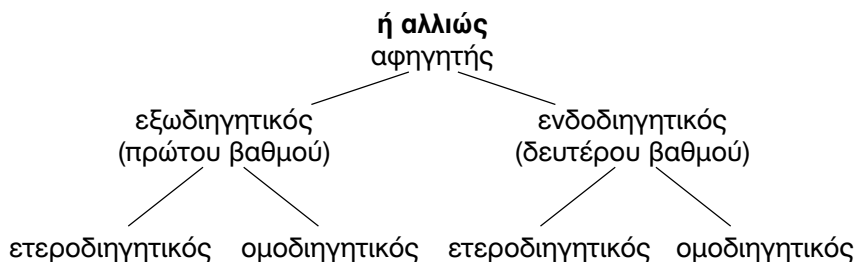 ή αλλιώς
αφηγητής
εξωδιηγητικός ενδοδιηγητικός
(πρώτου βαθμού) (δευτέρου βαθμού)
ετεροδιηγητικός ομοδιηγητικός ετεροδιηγητικός ομοδιηγητικός